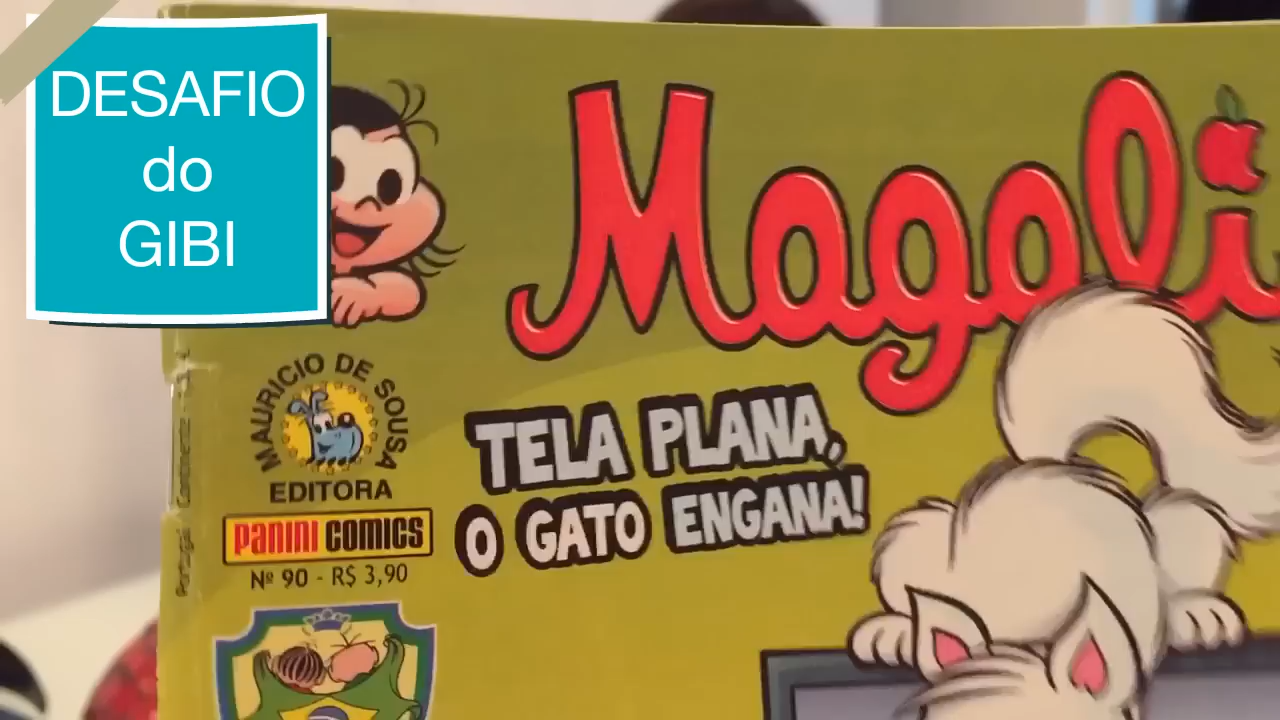 DESAFIO
do
GIBI
Magali
MAURICIO DE SOUSA
EDITORA
PANINI COMICS
Nº 90 - R$ 3,90
TELA PLANA,
O GATO ENGANA!